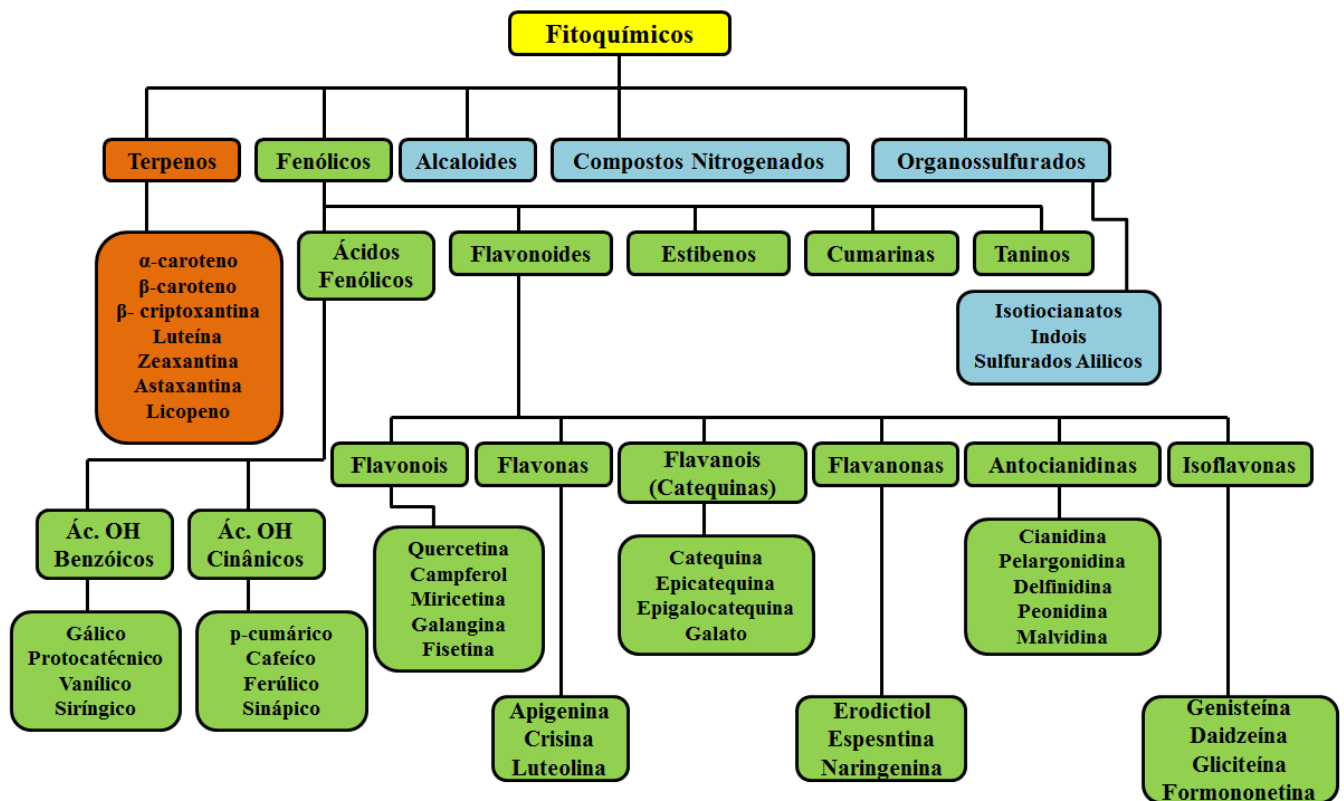 Fitoquímicos
Terpenos
Fenólicos
Alcaloides
Compostos Nitrogenados
Organossulfurados
α-caroteno
β-caroteno
β- criptoxantina
Luteína
Zeaxantina
Astaxantina
Licopeno
Ácidos
Fenólicos
Flavonoides
Estibenos
Cumarinas
Taninos
Isotiocianatos
Indois
Sulfurados Alilicos
Flavonois
Flavonas
Flavanois
(Catequinas)
Flavanonas
Antocianidinas
Isoflavonas
Ác. OH
Benzóicos
Ác. OH
Cinânicos
Quercetina
Campferol
Miricetina
Galangina
Fisetina
Catequina
Epicatequina
Epigalocatequina
Galato
Cianidina
Pelargonidina
Delfinidina
Peonidina
Malvidina
Gálico
Protocatécnico
Vanílico
Siríngico
p-cumárico
Cafeíco
Ferúlico
Sinápico
Apigenina
Crisina
Luteolina
Erodictiol
Espesntina
Naringenina
Genisteína
Daidzeína
Gliciteína
Formononetina